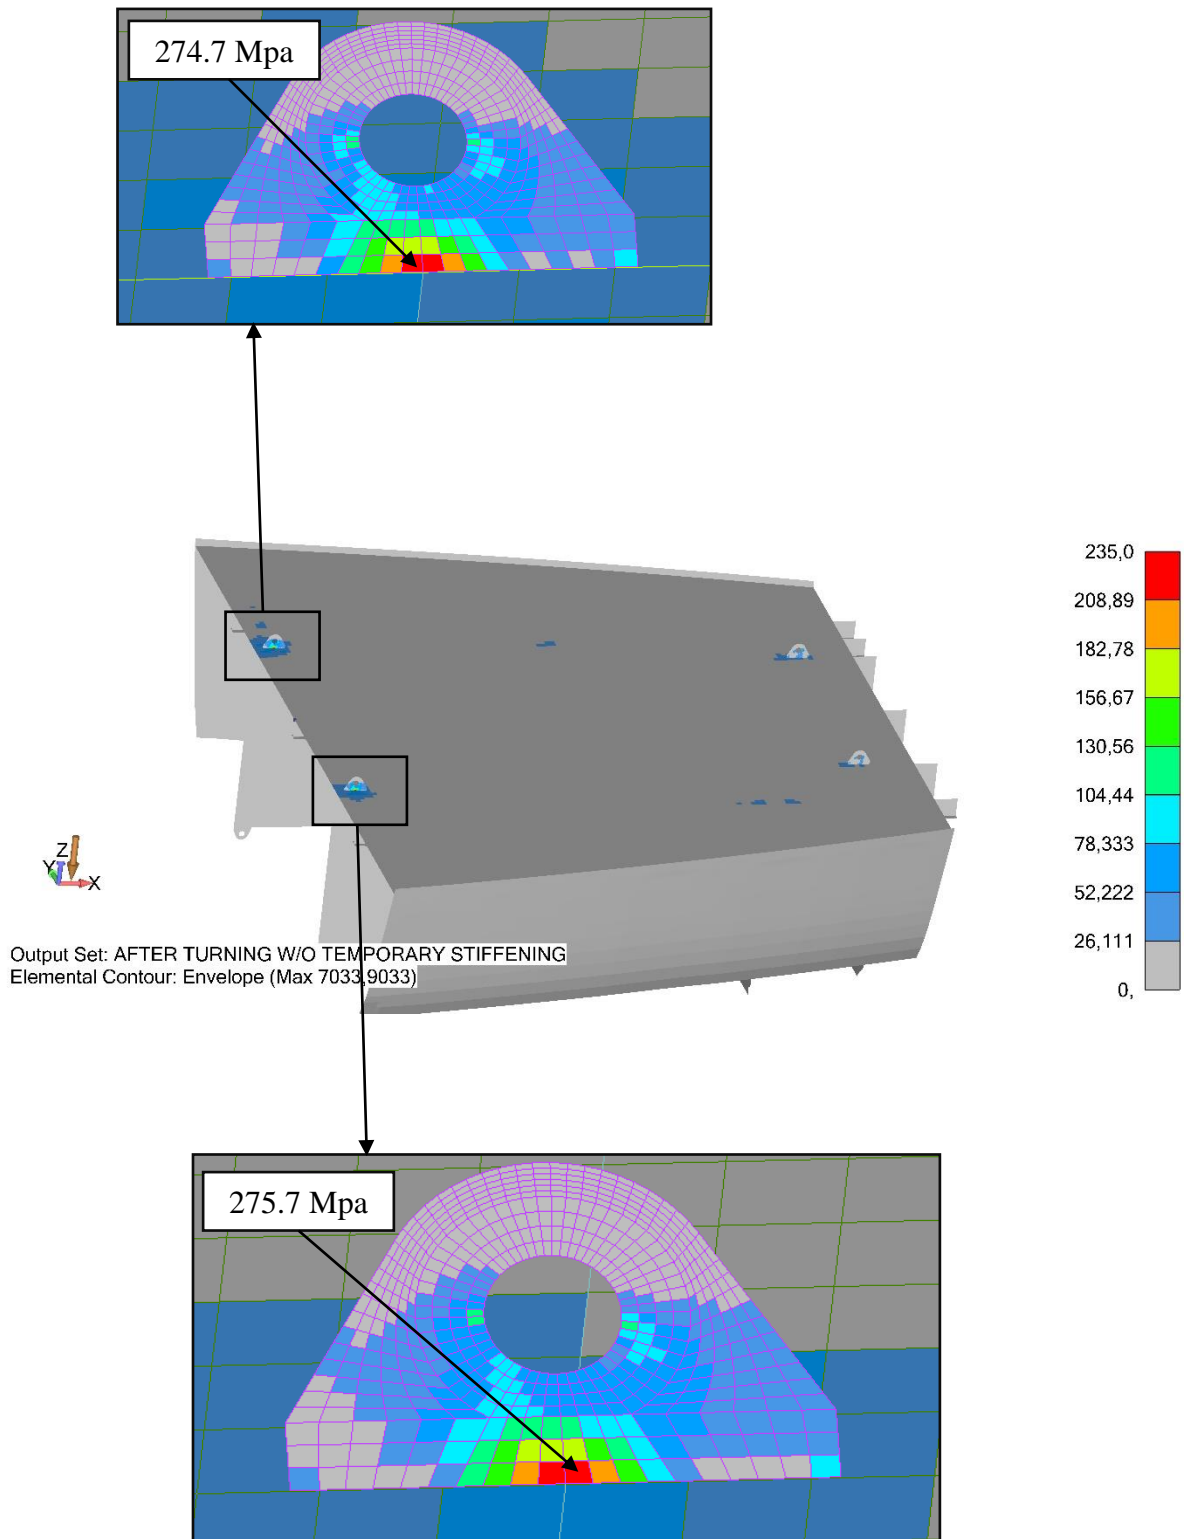 274.7 Mpa
235,0
208,89
182,78
156,67
130,56
104,44
78,333
52,222
26,111
0,
Z
Y
X
Output Set: AFTER TURNING W/O TEMPORARY STIFFENING
Elemental Contour: Envelope (Max 7033,9033)
275.7 Mpa